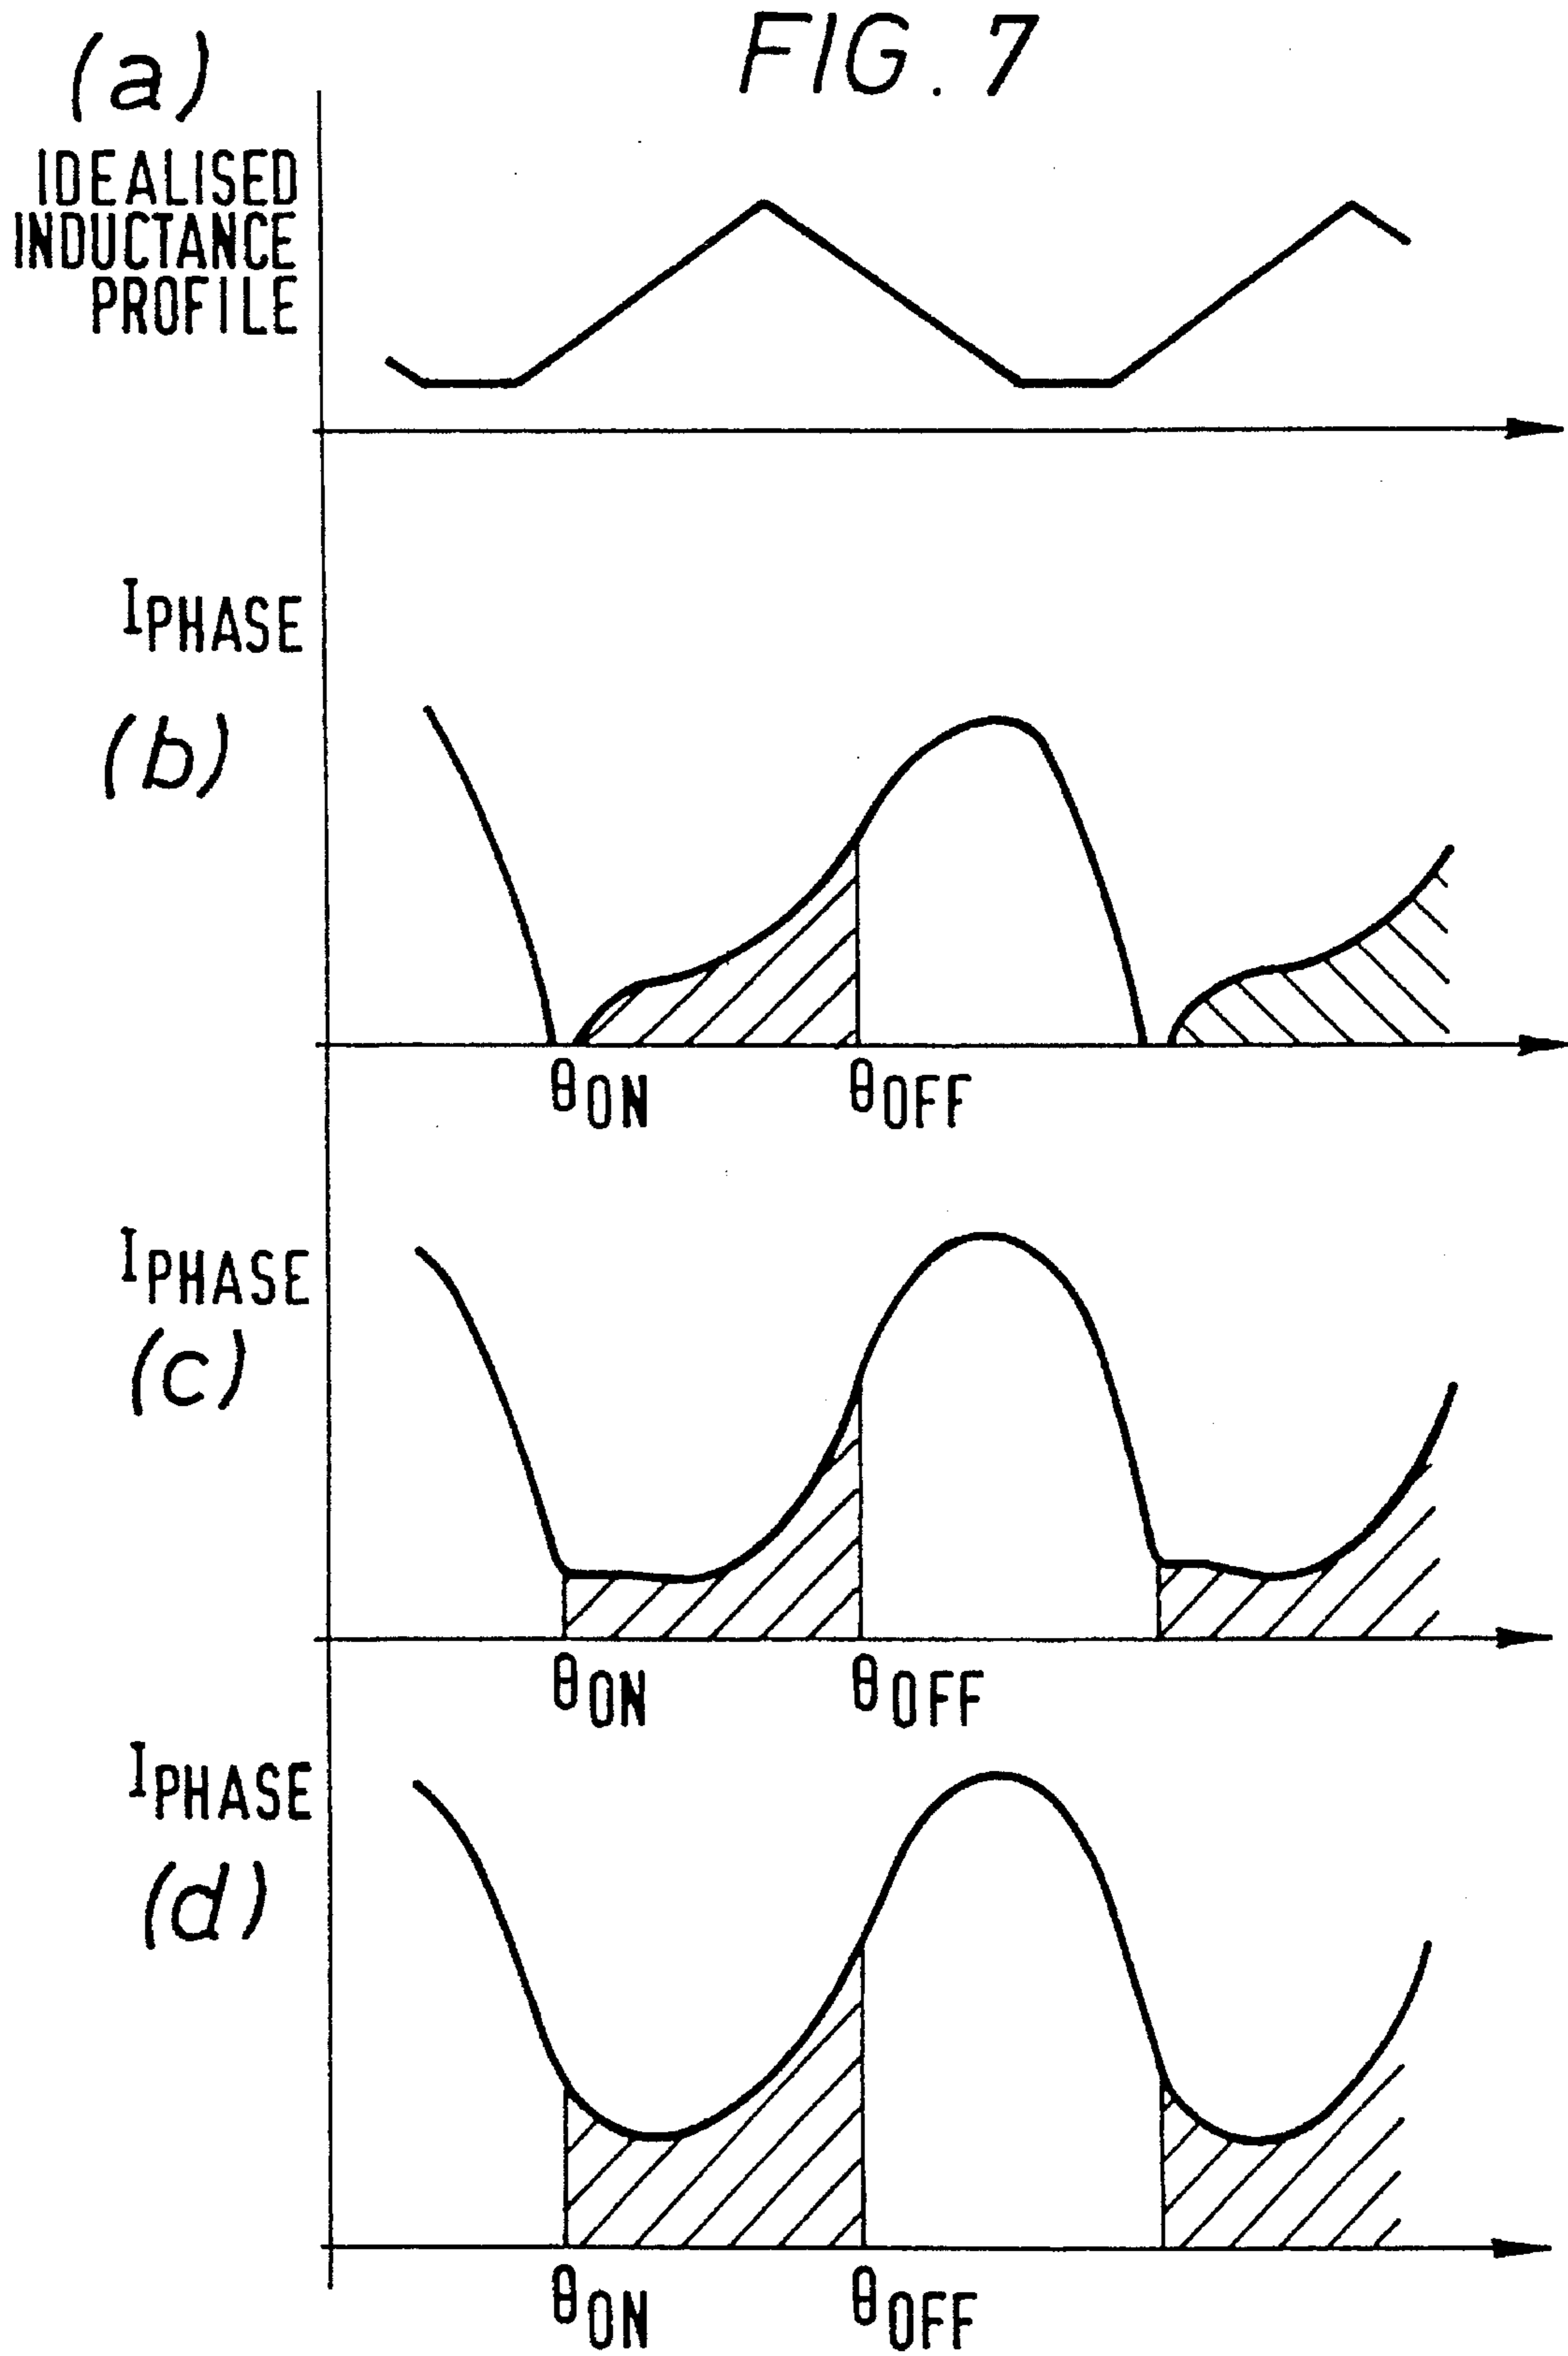 FIG. 7
(a)
IDEALISED
INDUCTANCE
PROFILE
IPHASE
(b)
θON θOFF
IPHASE
(c)
θON θOFF
IPHASE
(d)
θON θOFF